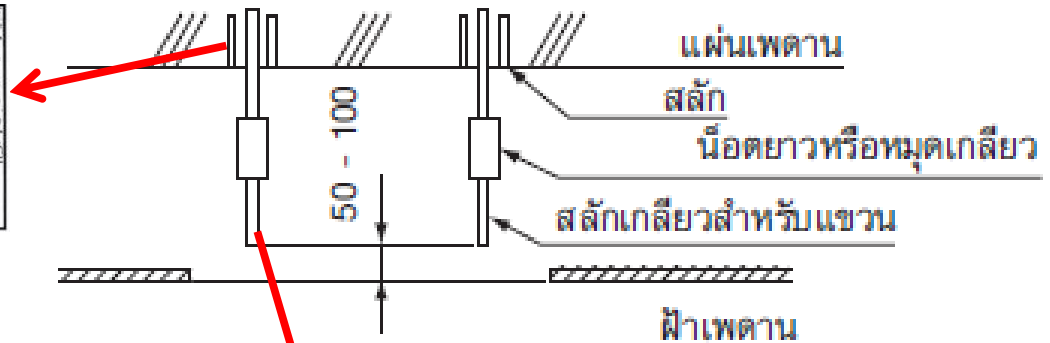 แผ่นเพดาน
สลัก
น็อตยาวหรือหมุดเกลียว
50 - 100
สลักเกลียวสำหรับแขวน
ฝ้าเพดาน